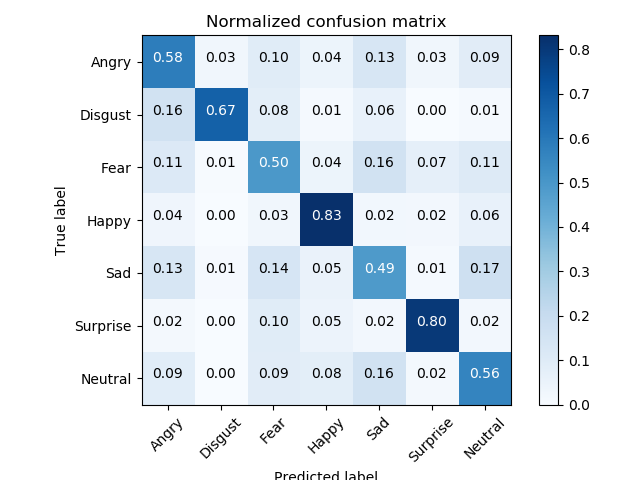 Normalized confusion matrix
True label
Angry 0.58 0.03 0.10 0.04 0.13 0.03 0.09
Disgust 0.16 0.67 0.08 0.01 0.06 0.00 0.01
Fear 0.11 0.01 0.50 0.04 0.16 0.07 0.11
Happy 0.04 0.00 0.03 0.83 0.02 0.02 0.06
Sad 0.13 0.01 0.14 0.05 0.49 0.01 0.17
Surprise 0.02 0.00 0.10 0.05 0.02 0.80 0.02
Neutral 0.09 0.00 0.09 0.08 0.16 0.02 0.56
Angry Disgust Fear Happy Sad Surprise Neutral
Predicted label
0.8
0.7
0.6
0.5
0.4
0.3
0.2
0.1
0.0